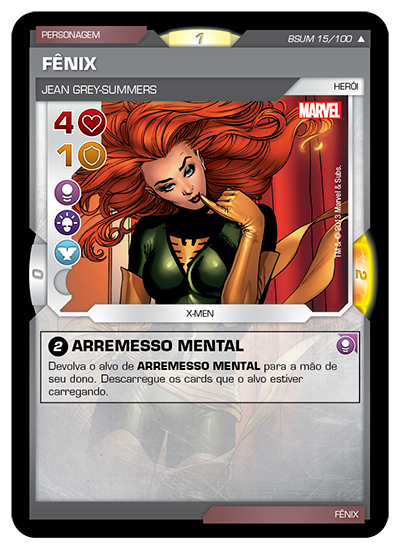 PERSONAGEM
1
BSUM 15/100 ▲
FÊNIX
JEAN GREY-SUMMERS
HERÓI
4
MARVEL
1
TM & © 2013 Marvel & Subs.
0
2
X-MEN
2 ARREMESSO MENTAL
Devolva o alvo de ARREMESSO MENTAL para a mão de
seu dono. Descarregue os cards que o alvo estiver
carregando.
FÊNIX